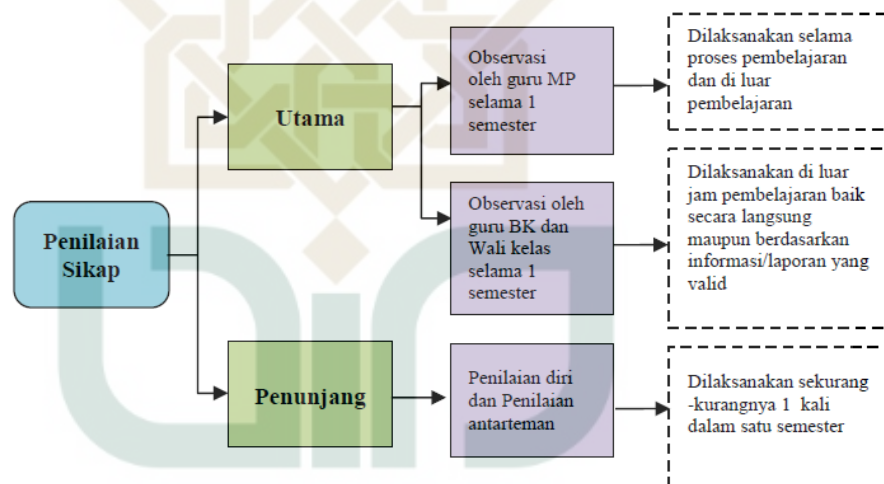 Penilaian
Sikap
Utama
Observasi
oleh guru MP
selama 1
semester
Dilaksanakan selama
proses pembelajaran
dan di luar
pembelajaran
Observasi oleh
guru BK dan
Wali kelas
selama 1
semester
Dilaksanakan di luar
jam pembelajaran baik
secara langsung
maupun berdasarkan
informasi/laporan yang
valid
Penunjang
Penilaian diri
dan Penilaian
antarteman
Dilaksanakan sekurang
-kurangnya 1 kali
dalam satu semester